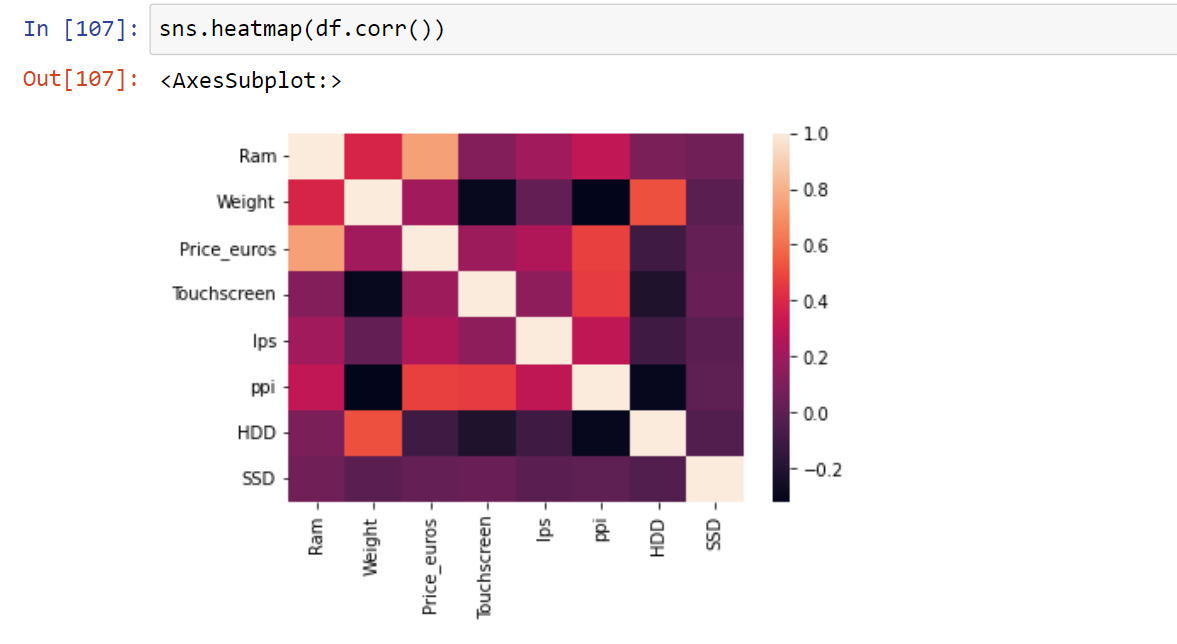 In [107]: sns.heatmap(df.corr())
Out[107]: <AxesSubplot:>
Ram
Weight
Price_euros
Touchscreen
Ips
ppi
HDD
SSD
1.0
0.8
0.6
0.4
0.2
0.0
−0.2
Ram
Weight
Price_euros
Touchscreen
Ips
ppi
HDD
SSD